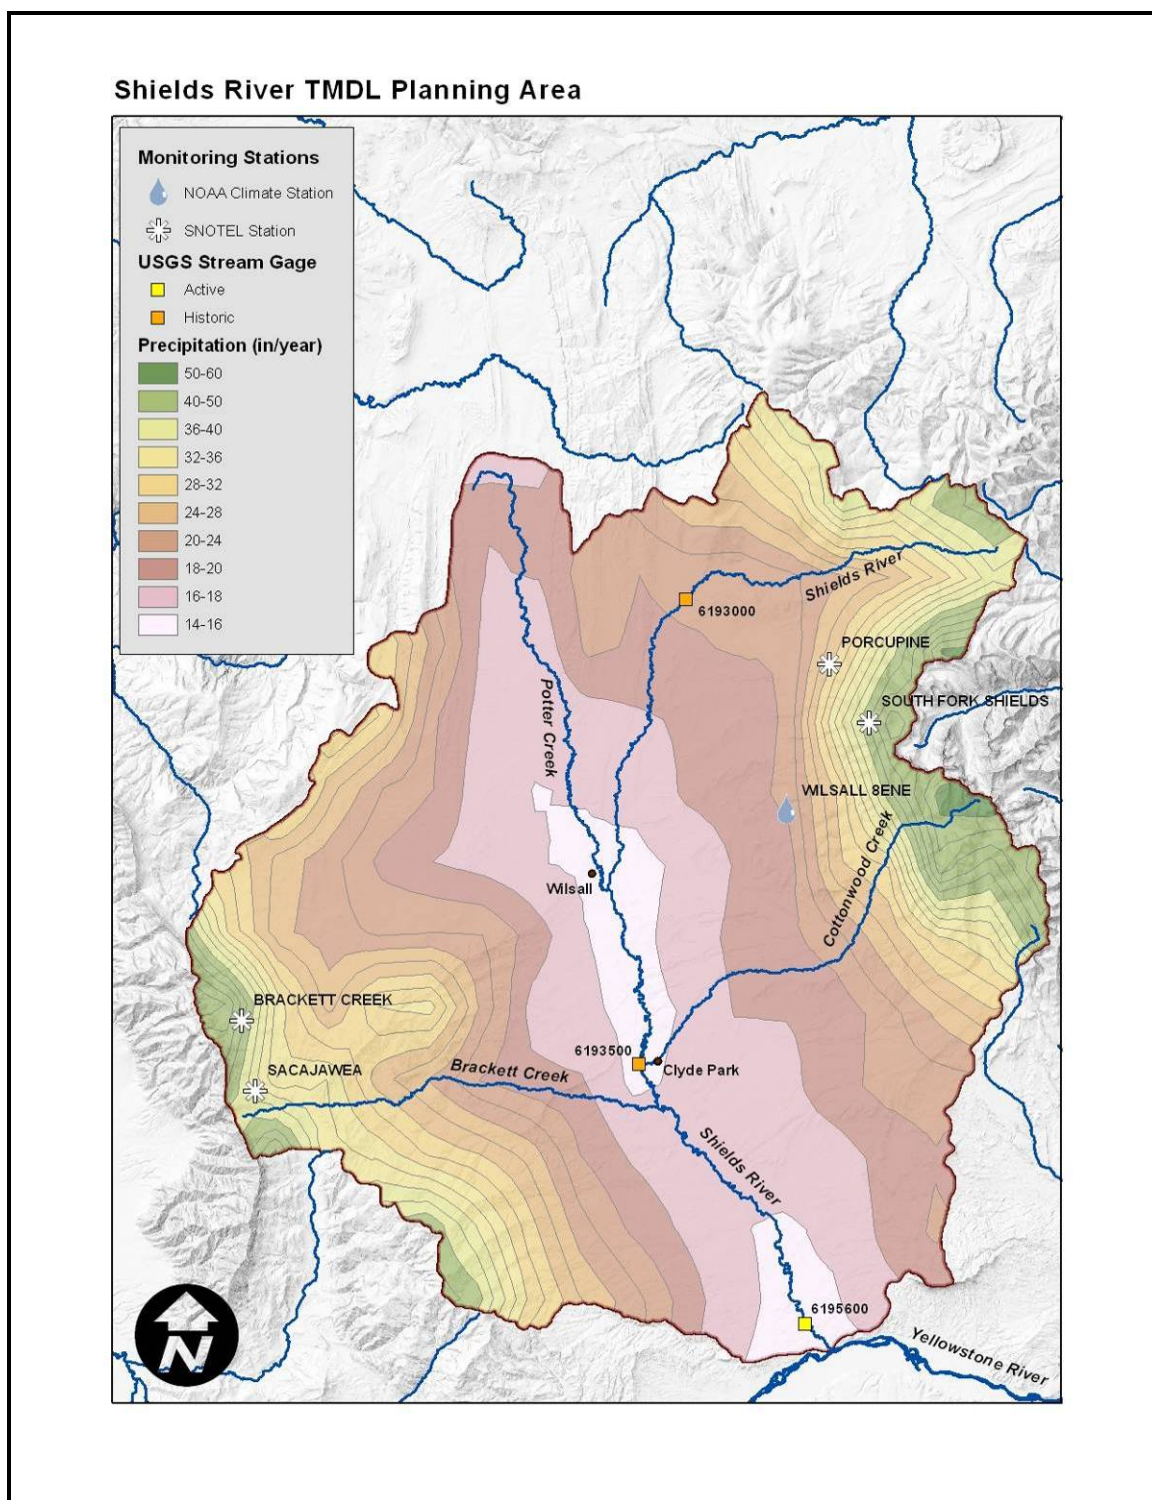 Shields River TMDL Planning Area
Monitoring Stations
NOAA Climate Station
SNOTEL Station
USGS Stream Gage
Active
Historic
Precipitation (in/year)
50-60
40-50
36-40
32-36
28-32
24-28
20-24
18-20
16-18
14-16
Shields River
6193000
PORCUPINE
Potter Creek
SOUTH FORK SHIELDS
WILSALL 8ENE
Wilsall
Cottonwood Creek
BRACKETT CREEK
6193500
SACAJAWEA
Brackett Creek
Clyde Park
Shields River
6195600
Yellowstone River
N